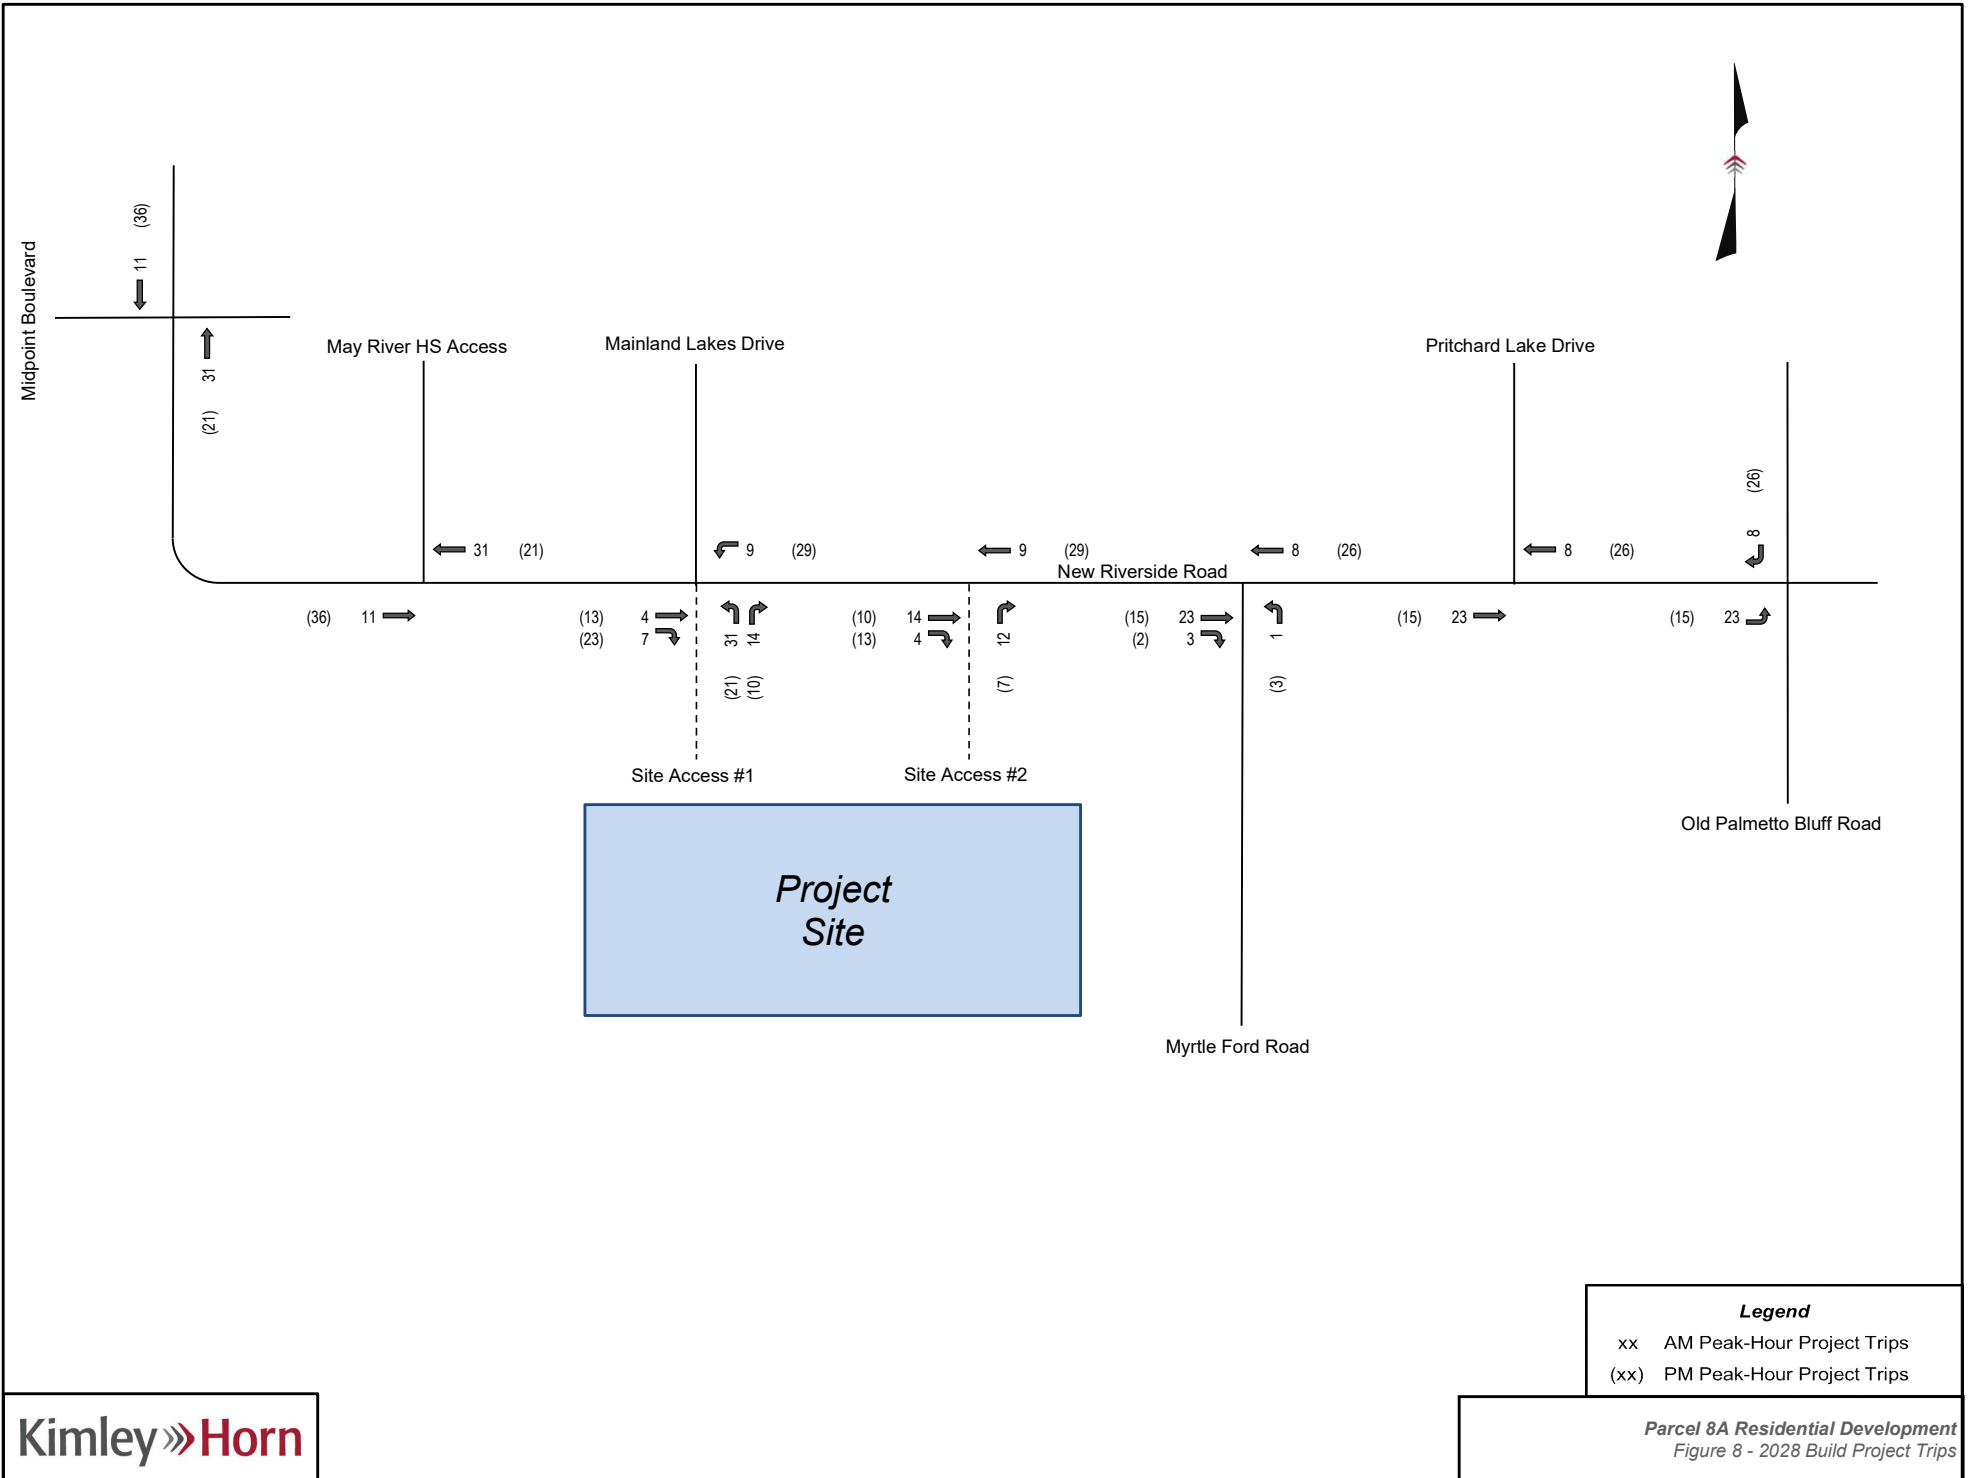 (36)
11
Midpoint Boulevard
31
(21)
May River HS Access
Mainland Lakes Drive
Pritchard Lake Drive
(26)
8
31 (21)
9 (29)
9 (29)
8 (26)
8 (26)
New Riverside Road
(36) 11
(13) 4
(23) 7
31 14
(21) (10)
(10) 14
(13) 4
12
(7)
(15) 23
(2) 3
1
(3)
(15) 23
(15) 23
Site Access #1
Site Access #2
Old Palmetto Bluff Road
Project
Site
Myrtle Ford Road
Legend
xx AM Peak-Hour Project Trips
(xx) PM Peak-Hour Project Trips
Kimley»Horn
Parcel 8A Residential Development
Figure 8 - 2028 Build Project Trips